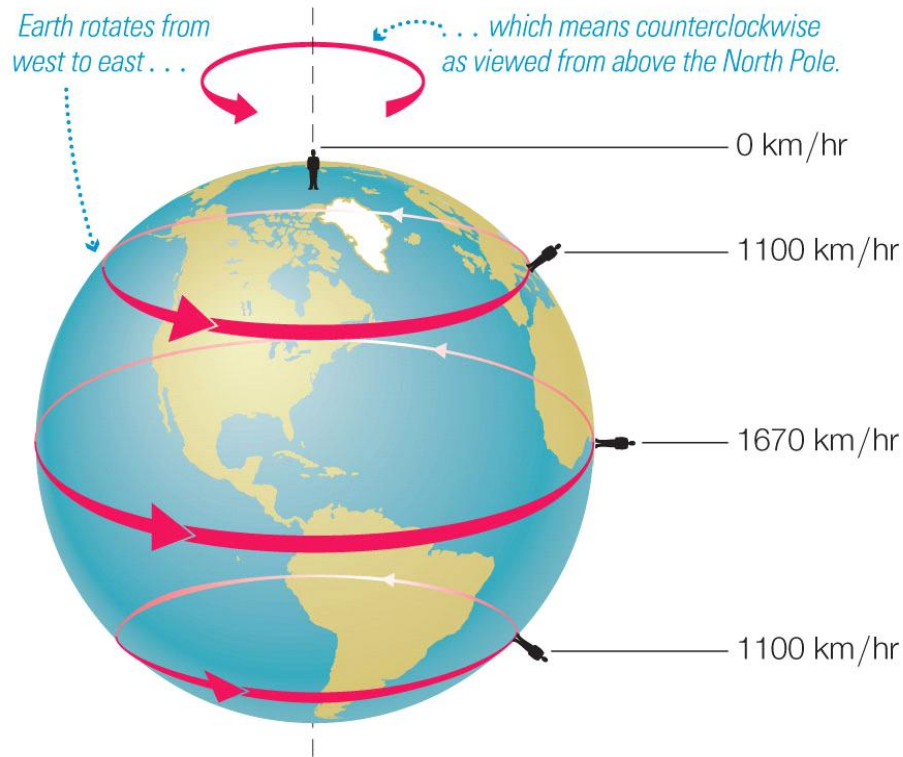 Earth rotates from
west to east . . .
. . . which means counterclockwise
as viewed from above the North Pole.
0 km/hr
1100 km/hr
1670 km/hr
1100 km/hr